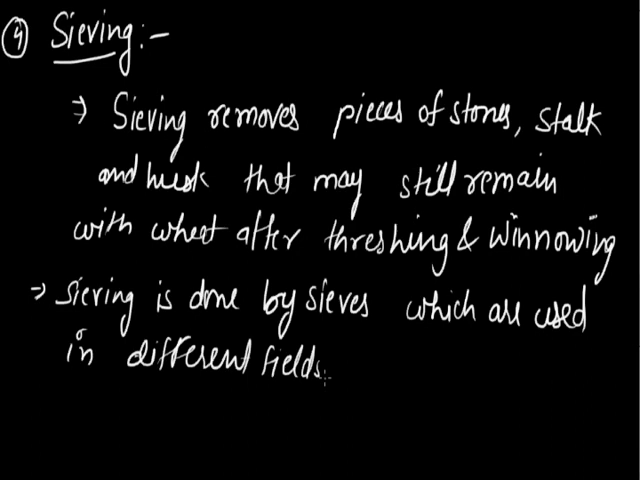 ④ Sieving:-
⇒ Sieving removes pieces of stones, stalk
and husk that may still remain
with wheat after threshing & winnowing
⇒ Sieving is done by sieves which are used
in different fields.